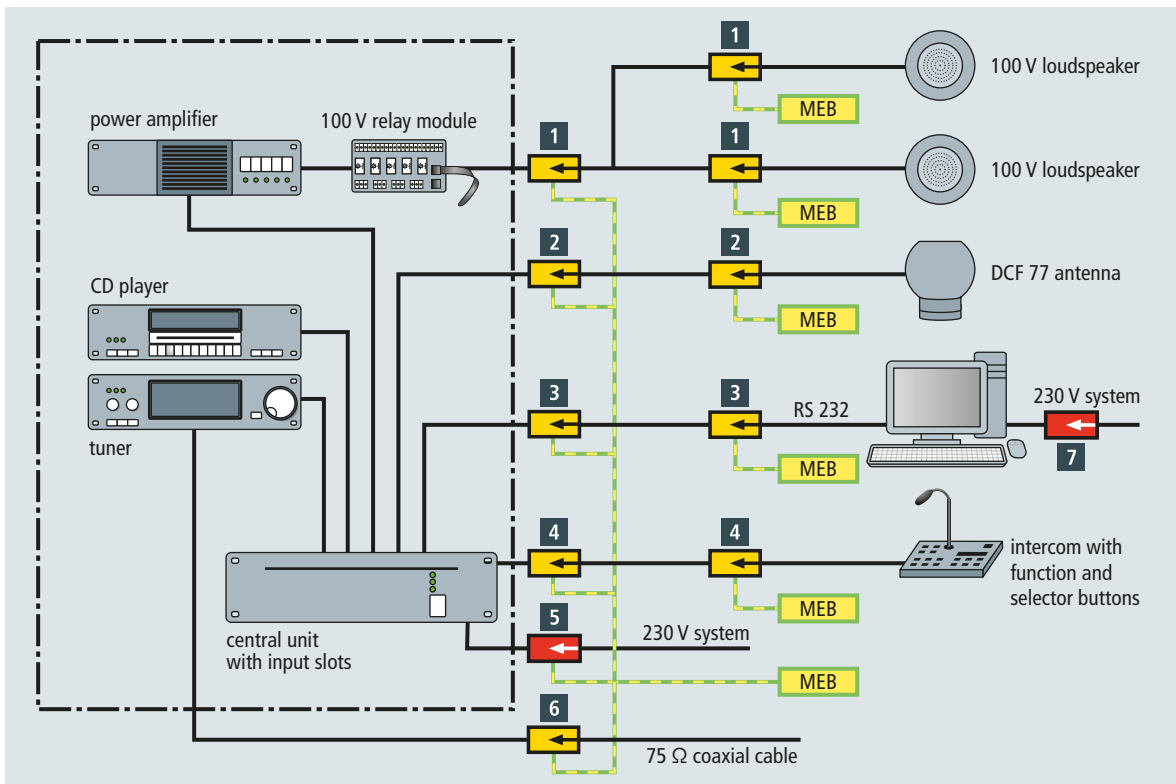 1
100 V loudspeaker
MEB
power amplifier
100 V relay module
1
1
100 V loudspeaker
MEB
2
2
DCF 77 antenna
MEB
CD player
tuner
3
3
RS 232
230 V system
7
MEB
4
4
intercom with
function and
selector buttons
MEB
central unit
with input slots
5
230 V system
MEB
6
75 Ω coaxial cable